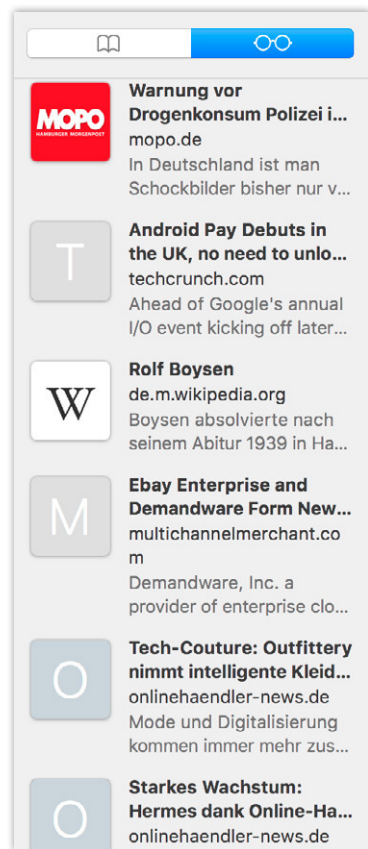 MOPO
HAMBURGER MORGENPOST
Warnung vor
Drogenkonsum Polizei i...
mopo.de
In Deutschland ist man
Schockbilder bisher nur v...
T
Android Pay Debuts in
the UK, no need to unlo...
techcrunch.com
Ahead of Google's annual
I/O event kicking off later...
W
Rolf Boysen
de.m.wikipedia.org
Boysen absolvierte nach
seinem Abitur 1939 in Ha...
M
Ebay Enterprise and
Demandware Form New...
multichannelmerchant.co
m
Demandware, Inc. a
provider of enterprise clo...
O
Tech-Couture: Outfittery
nimmt intelligente Kleid...
onlinehaendler-news.de
Mode und Digitalisierung
kommen immer mehr zus...
O
Starkes Wachstum:
Hermes dank Online-Ha...
onlinehaendler-news.de